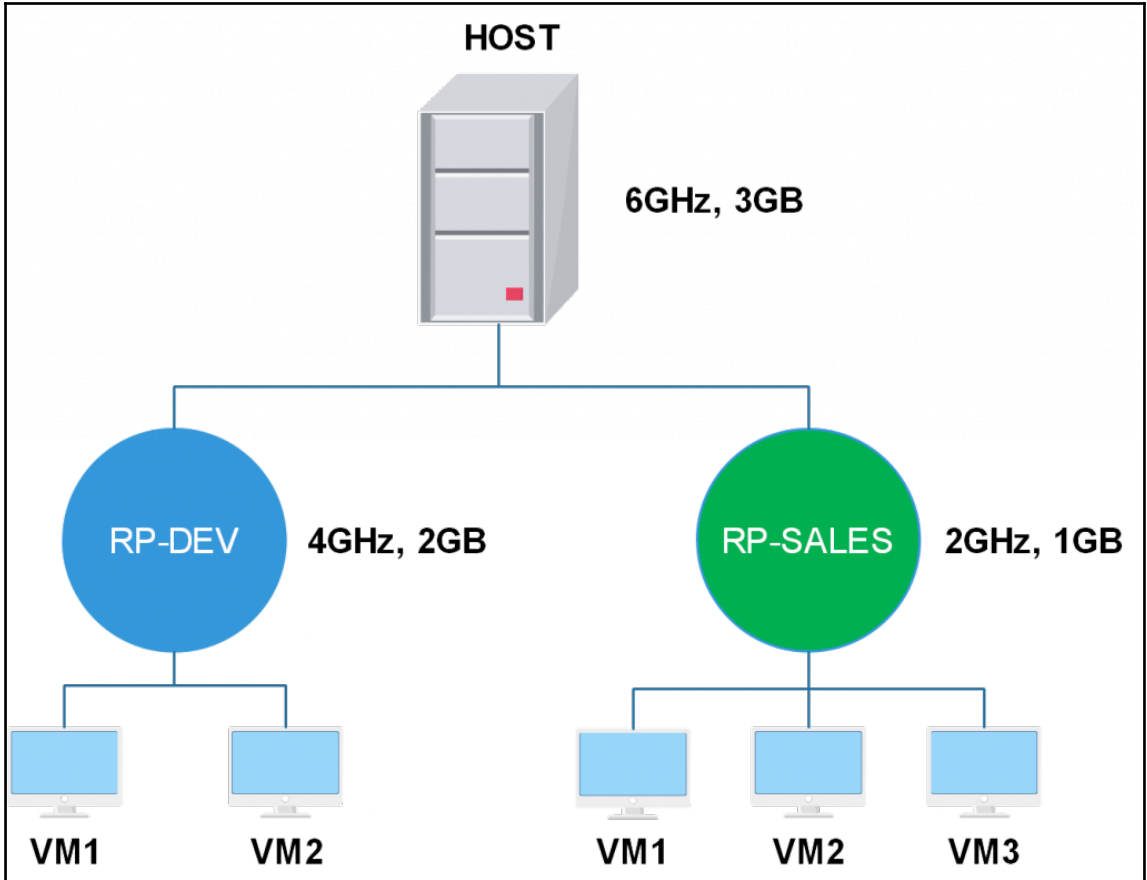 HOST
6GHz, 3GB
RP-DEV
4GHz, 2GB
RP-SALES
2GHz, 1GB
VM1
VM2
VM1
VM2
VM3